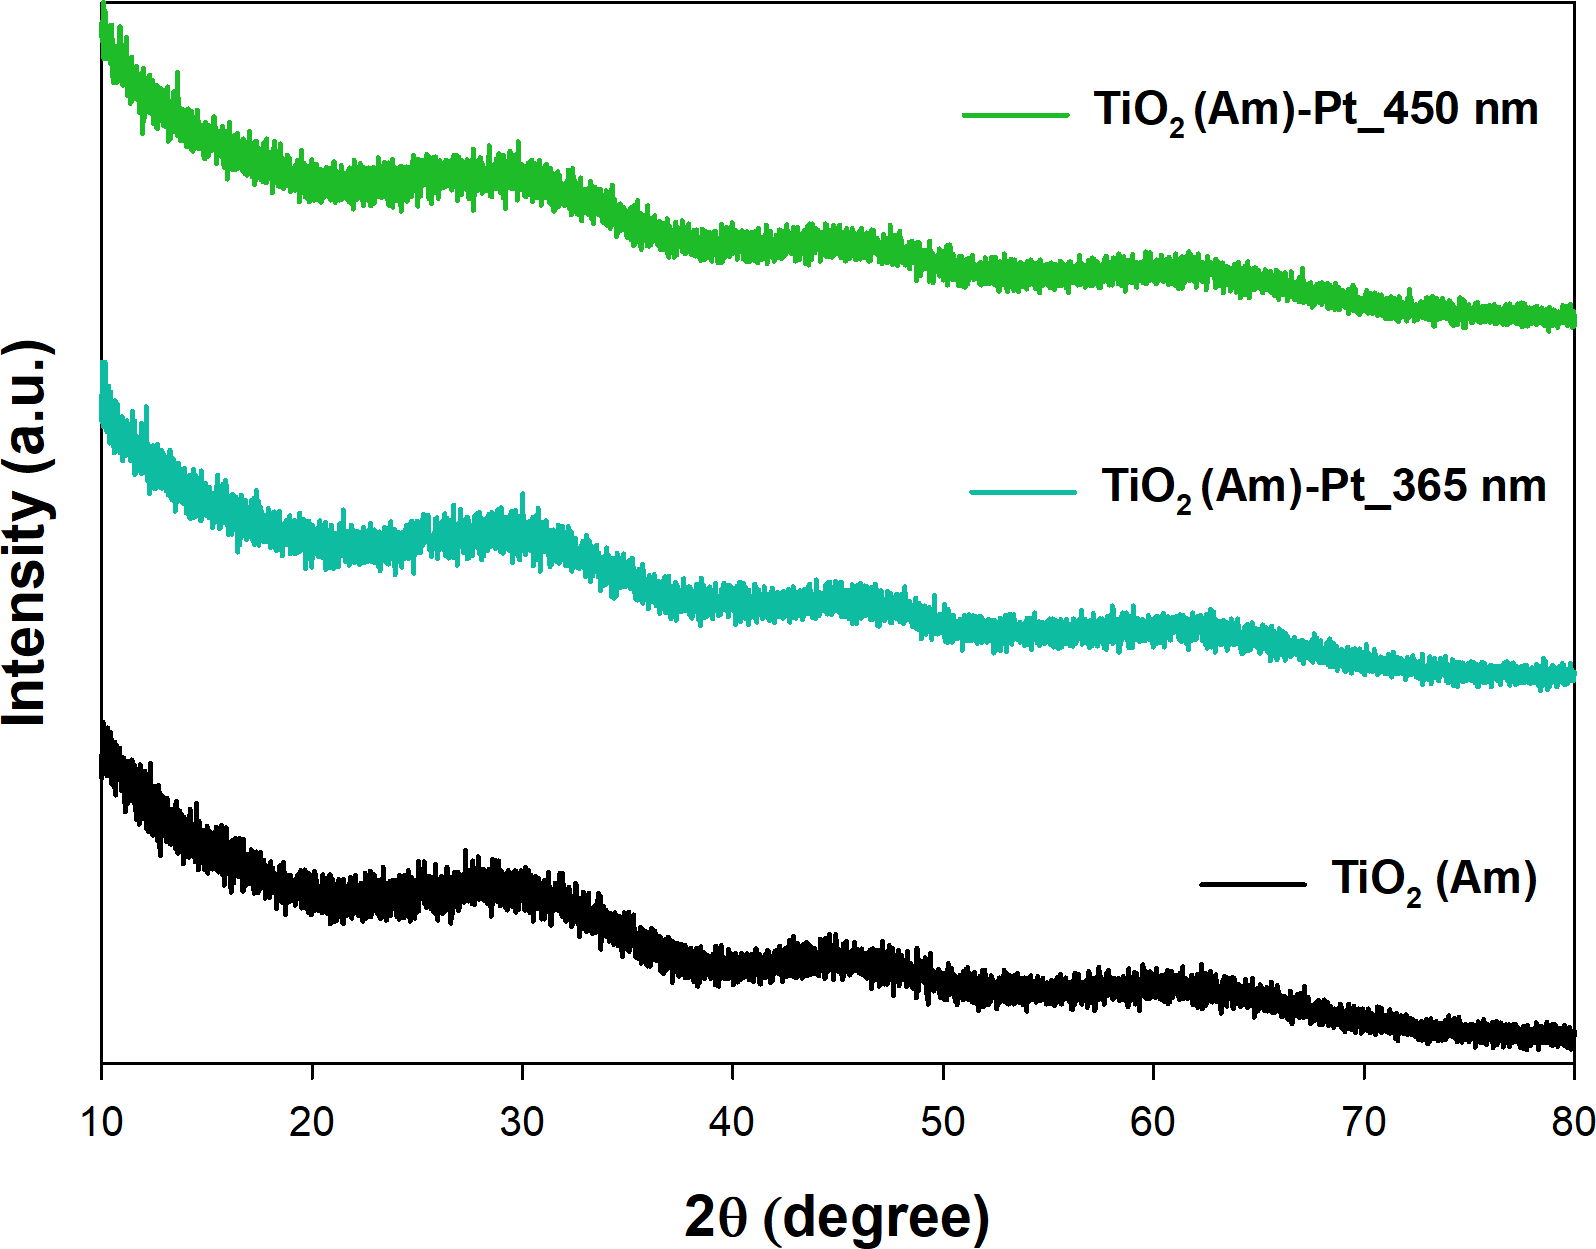 TiO2 (Am)-Pt_450 nm
TiO2 (Am)-Pt_365 nm
TiO2 (Am)
Intensity (a.u.)
10 20 30 40 50 60 70 80
2θ (degree)